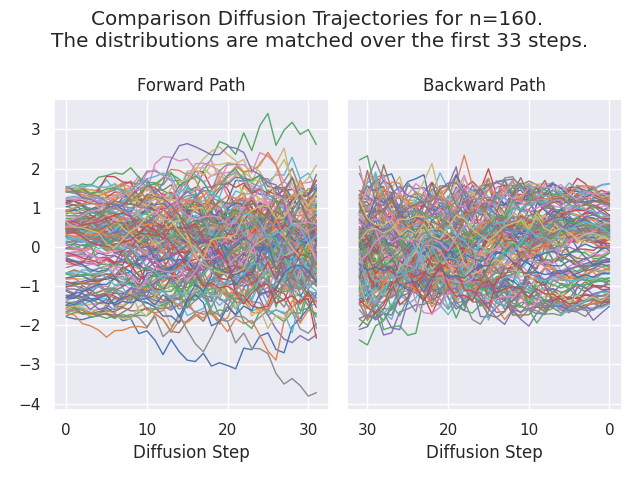 Comparison Diffusion Trajectories for n=160.
The distributions are matched over the first 33 steps.
Forward Path
Backward Path
3
2
1
0
−1
−2
−3
−4
0 10 20 30
30 20 10 0
Diffusion Step
Diffusion Step